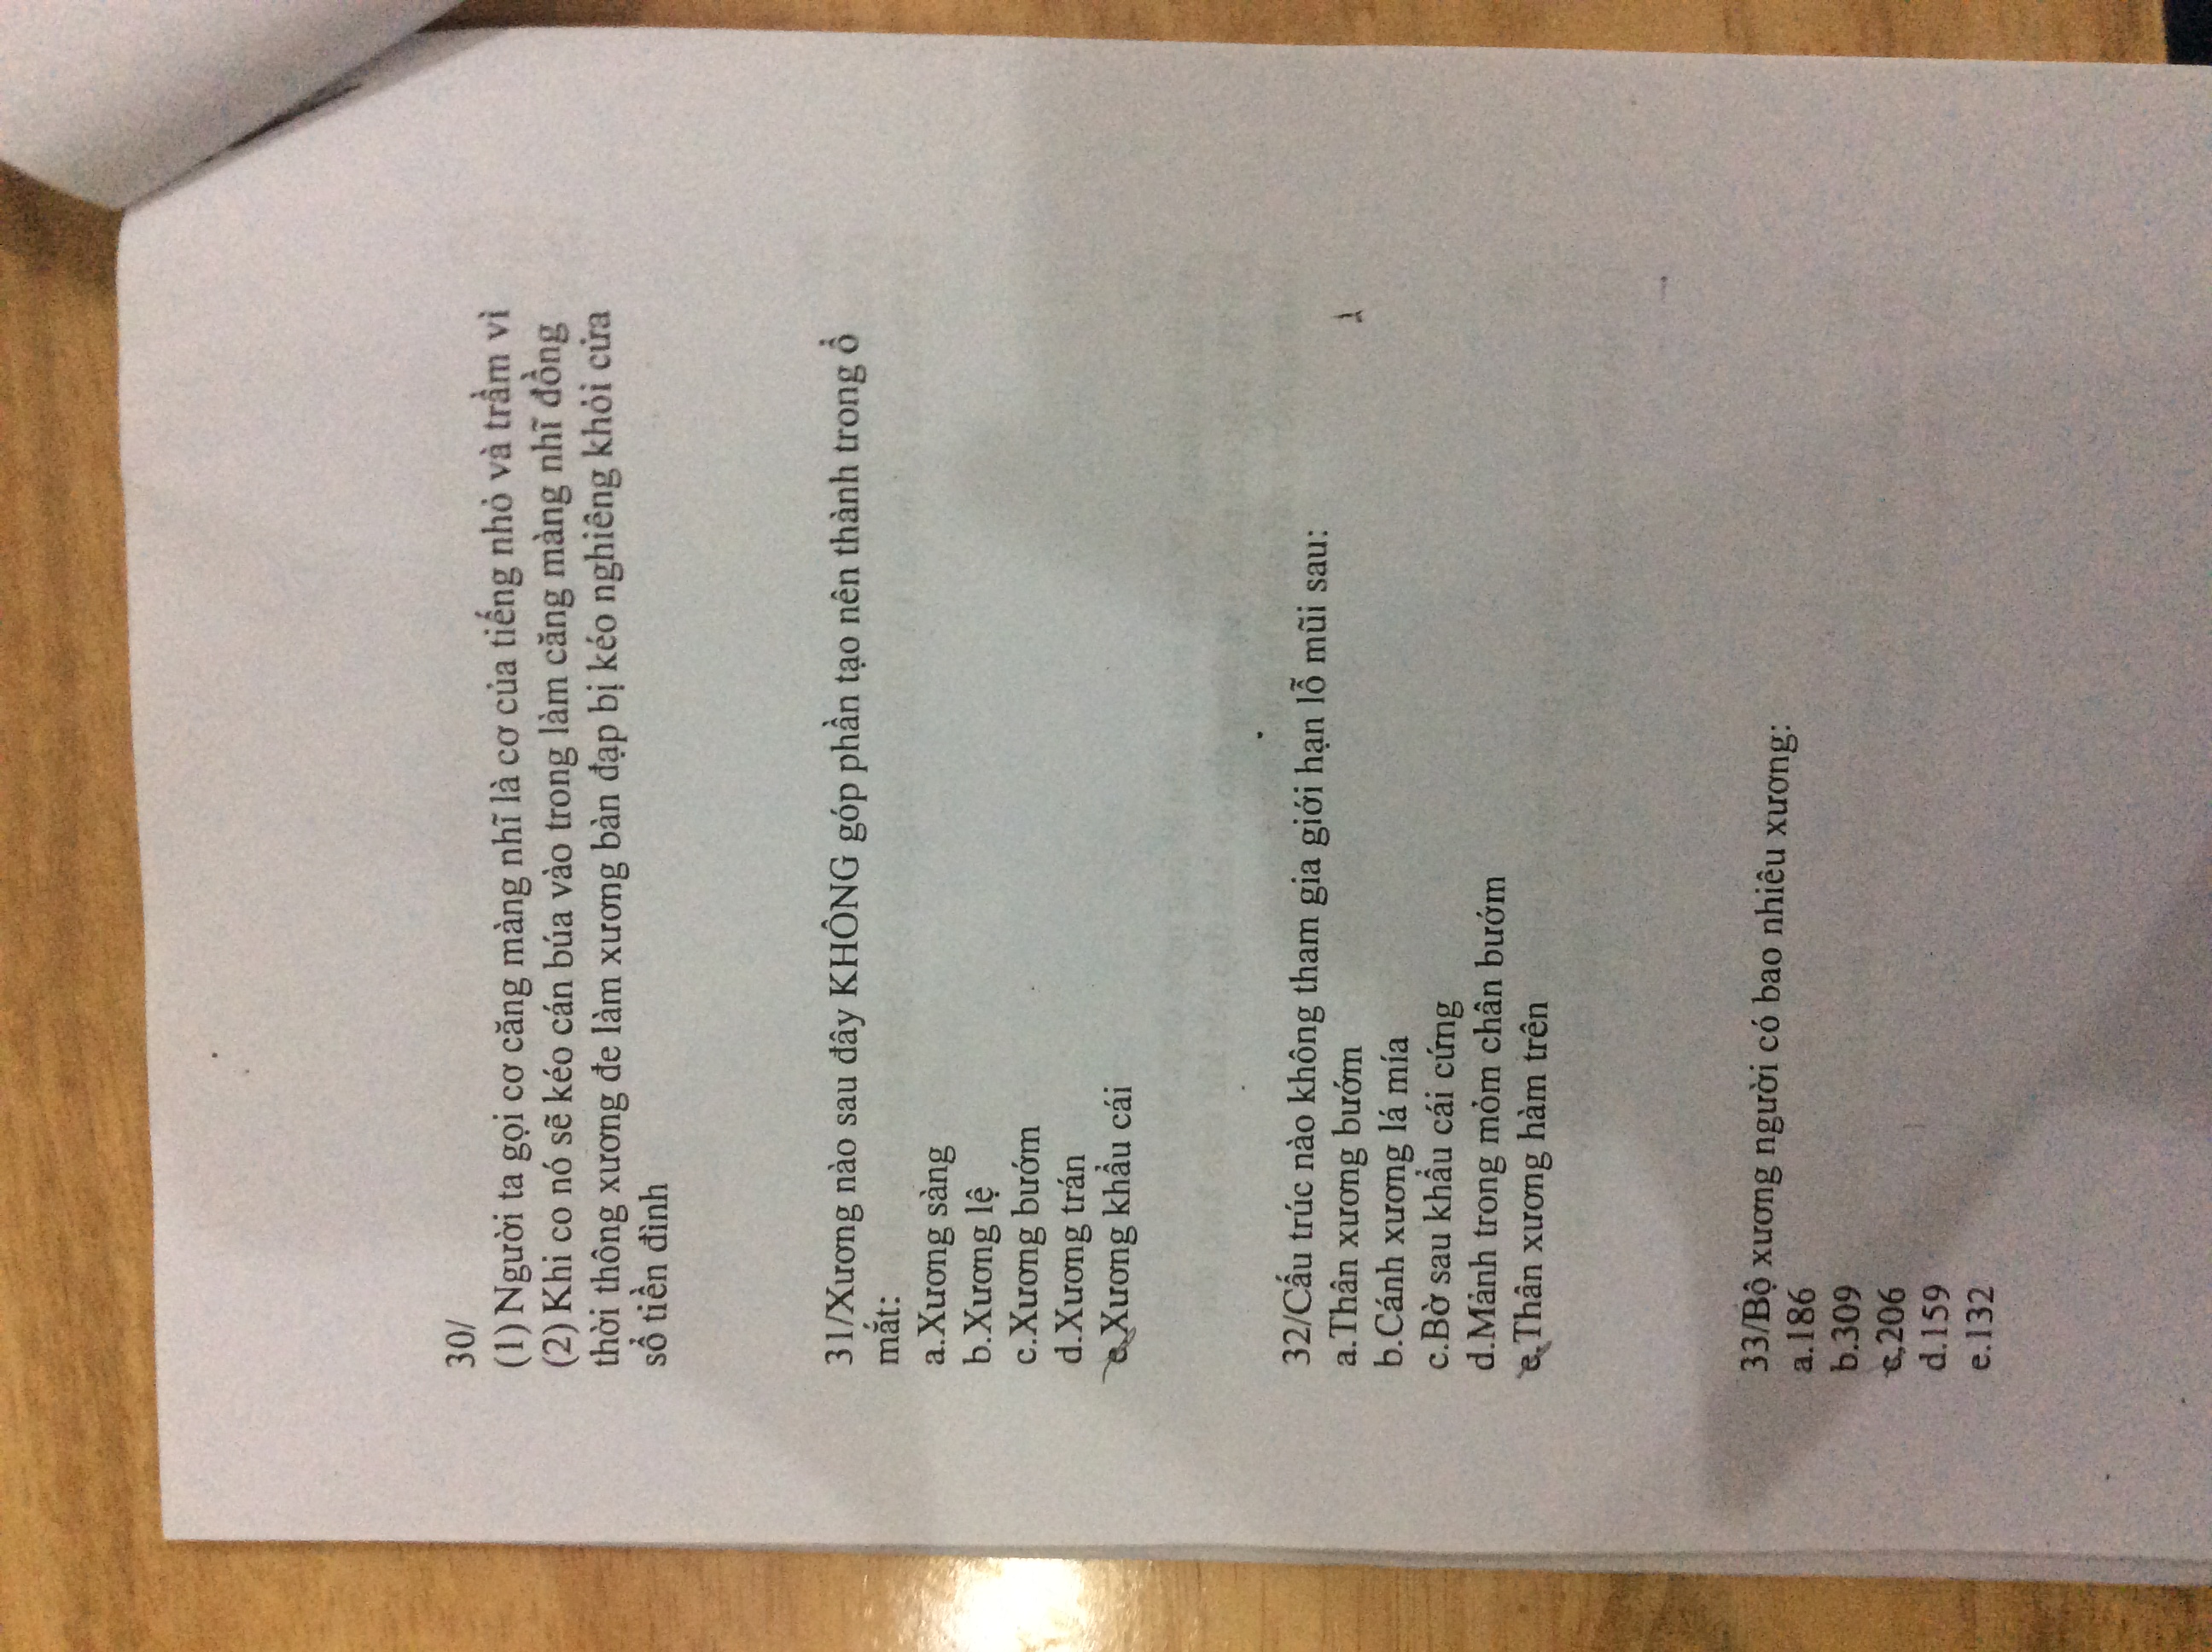 30/
(1) Người ta gọi cơ căng màng nhĩ là cơ của tiếng nhỏ và trầm vì
(2) Khi co nó sẽ kéo cán búa vào trong làm căng màng nhĩ đồng
thời thông xương đe làm xương bàn đạp bị kéo nghiêng khỏi cửa
sổ tiền đình
31/Xương nào sau đây KHÔNG góp phần tạo nên thành trong ổ
mắt:
a.Xương sàng
b.Xương lệ
c.Xương bướm
d.Xương trán
e.Xương khẩu cái
32/Cấu trúc nào không tham gia giới hạn lỗ mũi sau:
a.Thân xương bướm
b.Cánh xương lá mía
c.Bờ sau khẩu cái cứng
d.Mảnh trong mỏm chân bướm
e.Thân xương hàm trên
33/Bộ xương người có bao nhiêu xương:
a.186
b.309
c.206
d.159
e.132